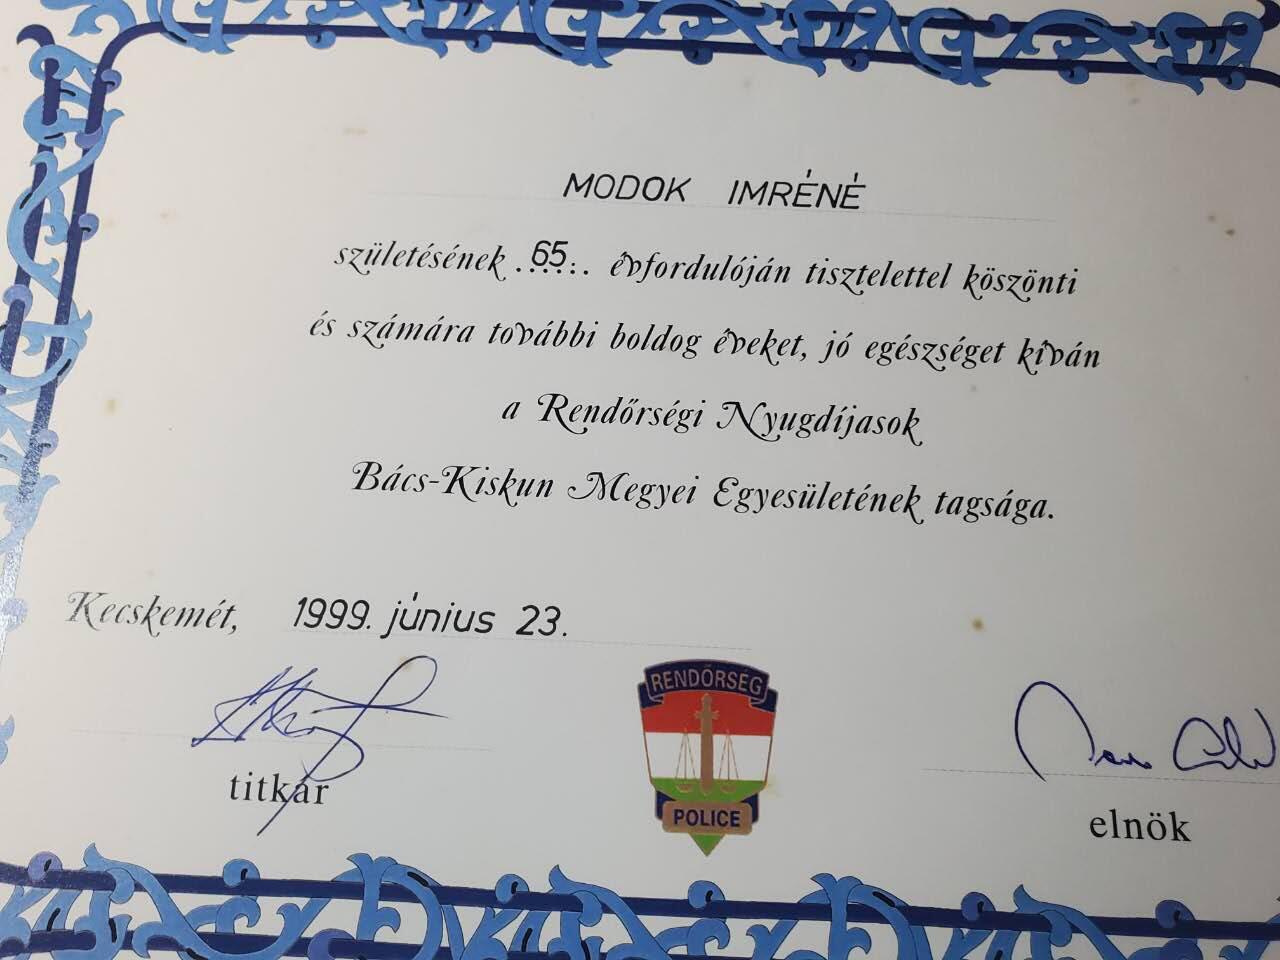 MODOK IMRÉNÉ
születésének 65. évfordulóján tisztelettel köszönti
és számára további boldog éveket, jó egészséget kíván
a Rendőrségi Nyugdíjasok
Bács-Kiskun Megyei Egyesületének tagsága.
Kecskemét, 1999. június 23.
RENDŐRSÉG
POLICE
titkár
elnök